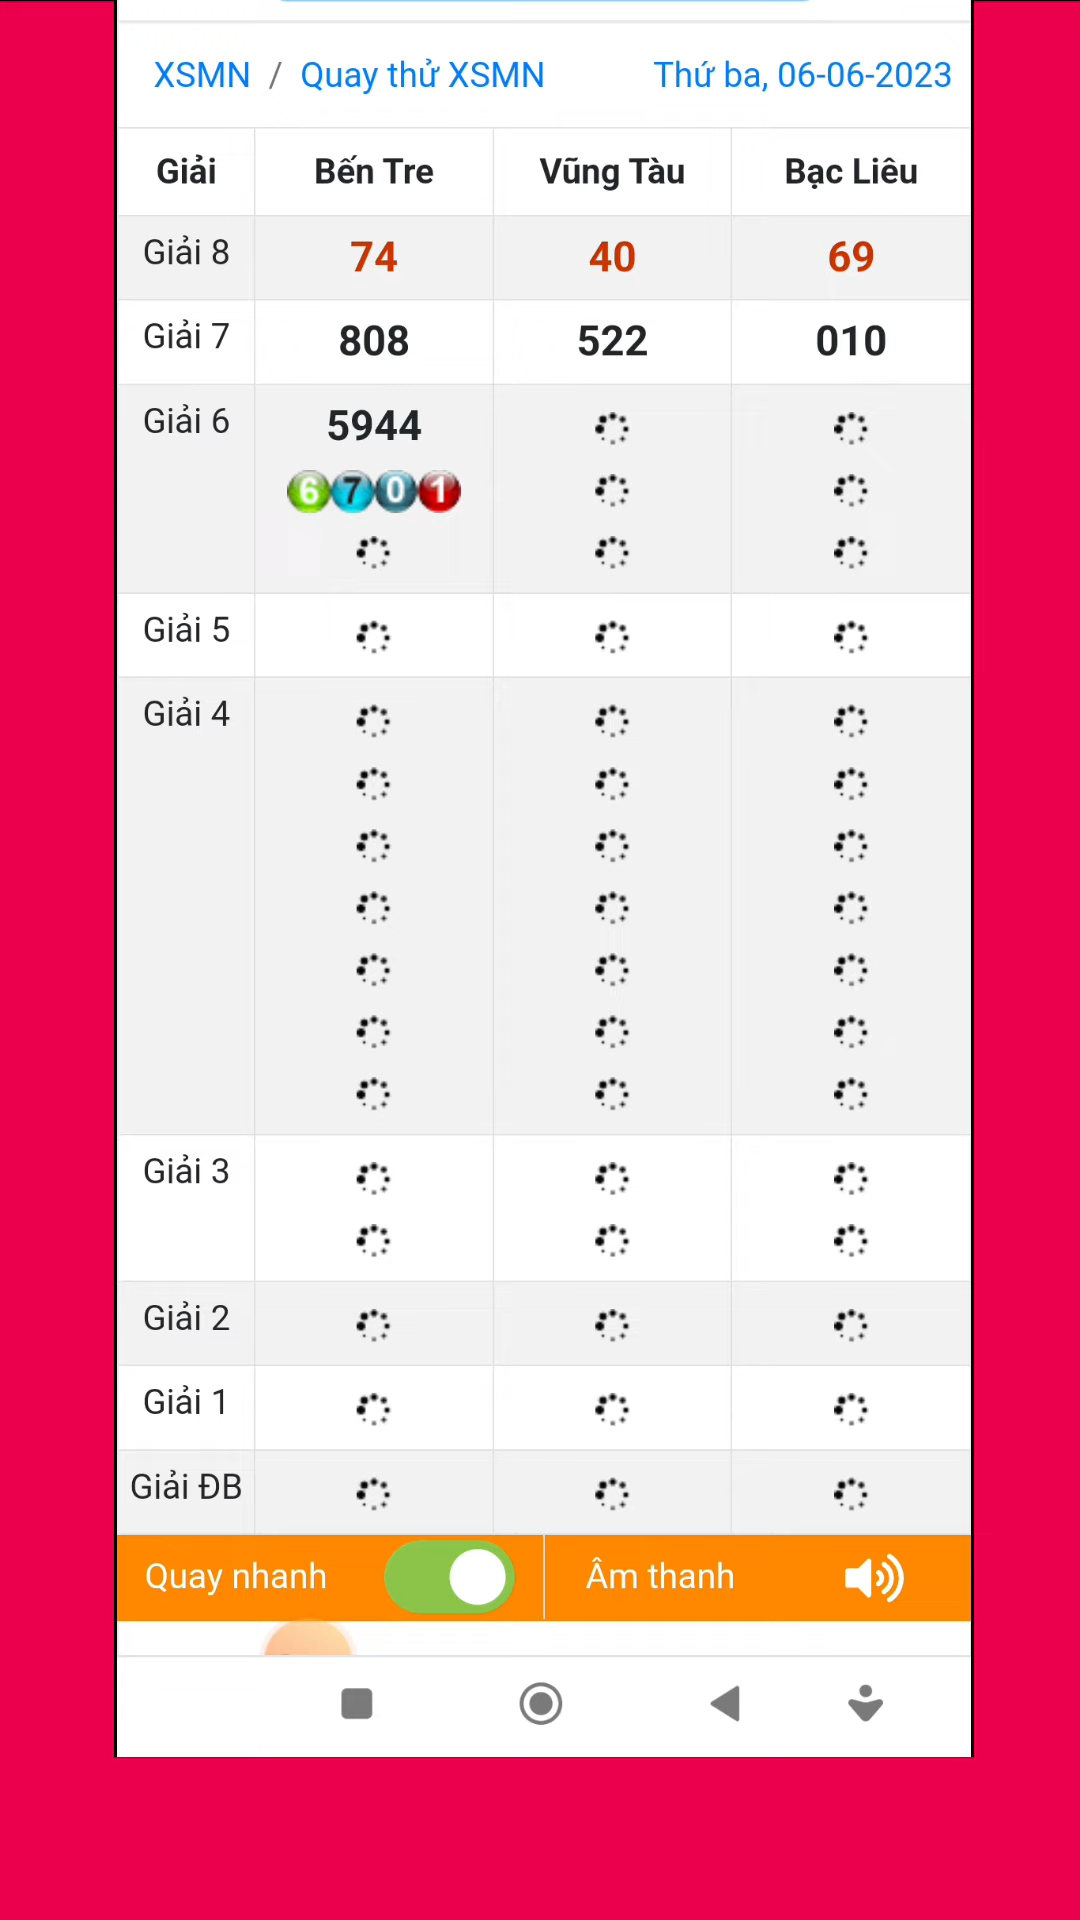 XSMN / Quay thử XSMN Thứ ba, 06-06-2023
Giải Bến Tre Vũng Tàu Bạc Liêu
Giải 8 74 40 69
Giải 7 808 522 010
Giải 6 5944
6701
Giải 5
Giải 4
Giải 3
Giải 2
Giải 1
Giải ĐB
Quay nhanh Âm thanh